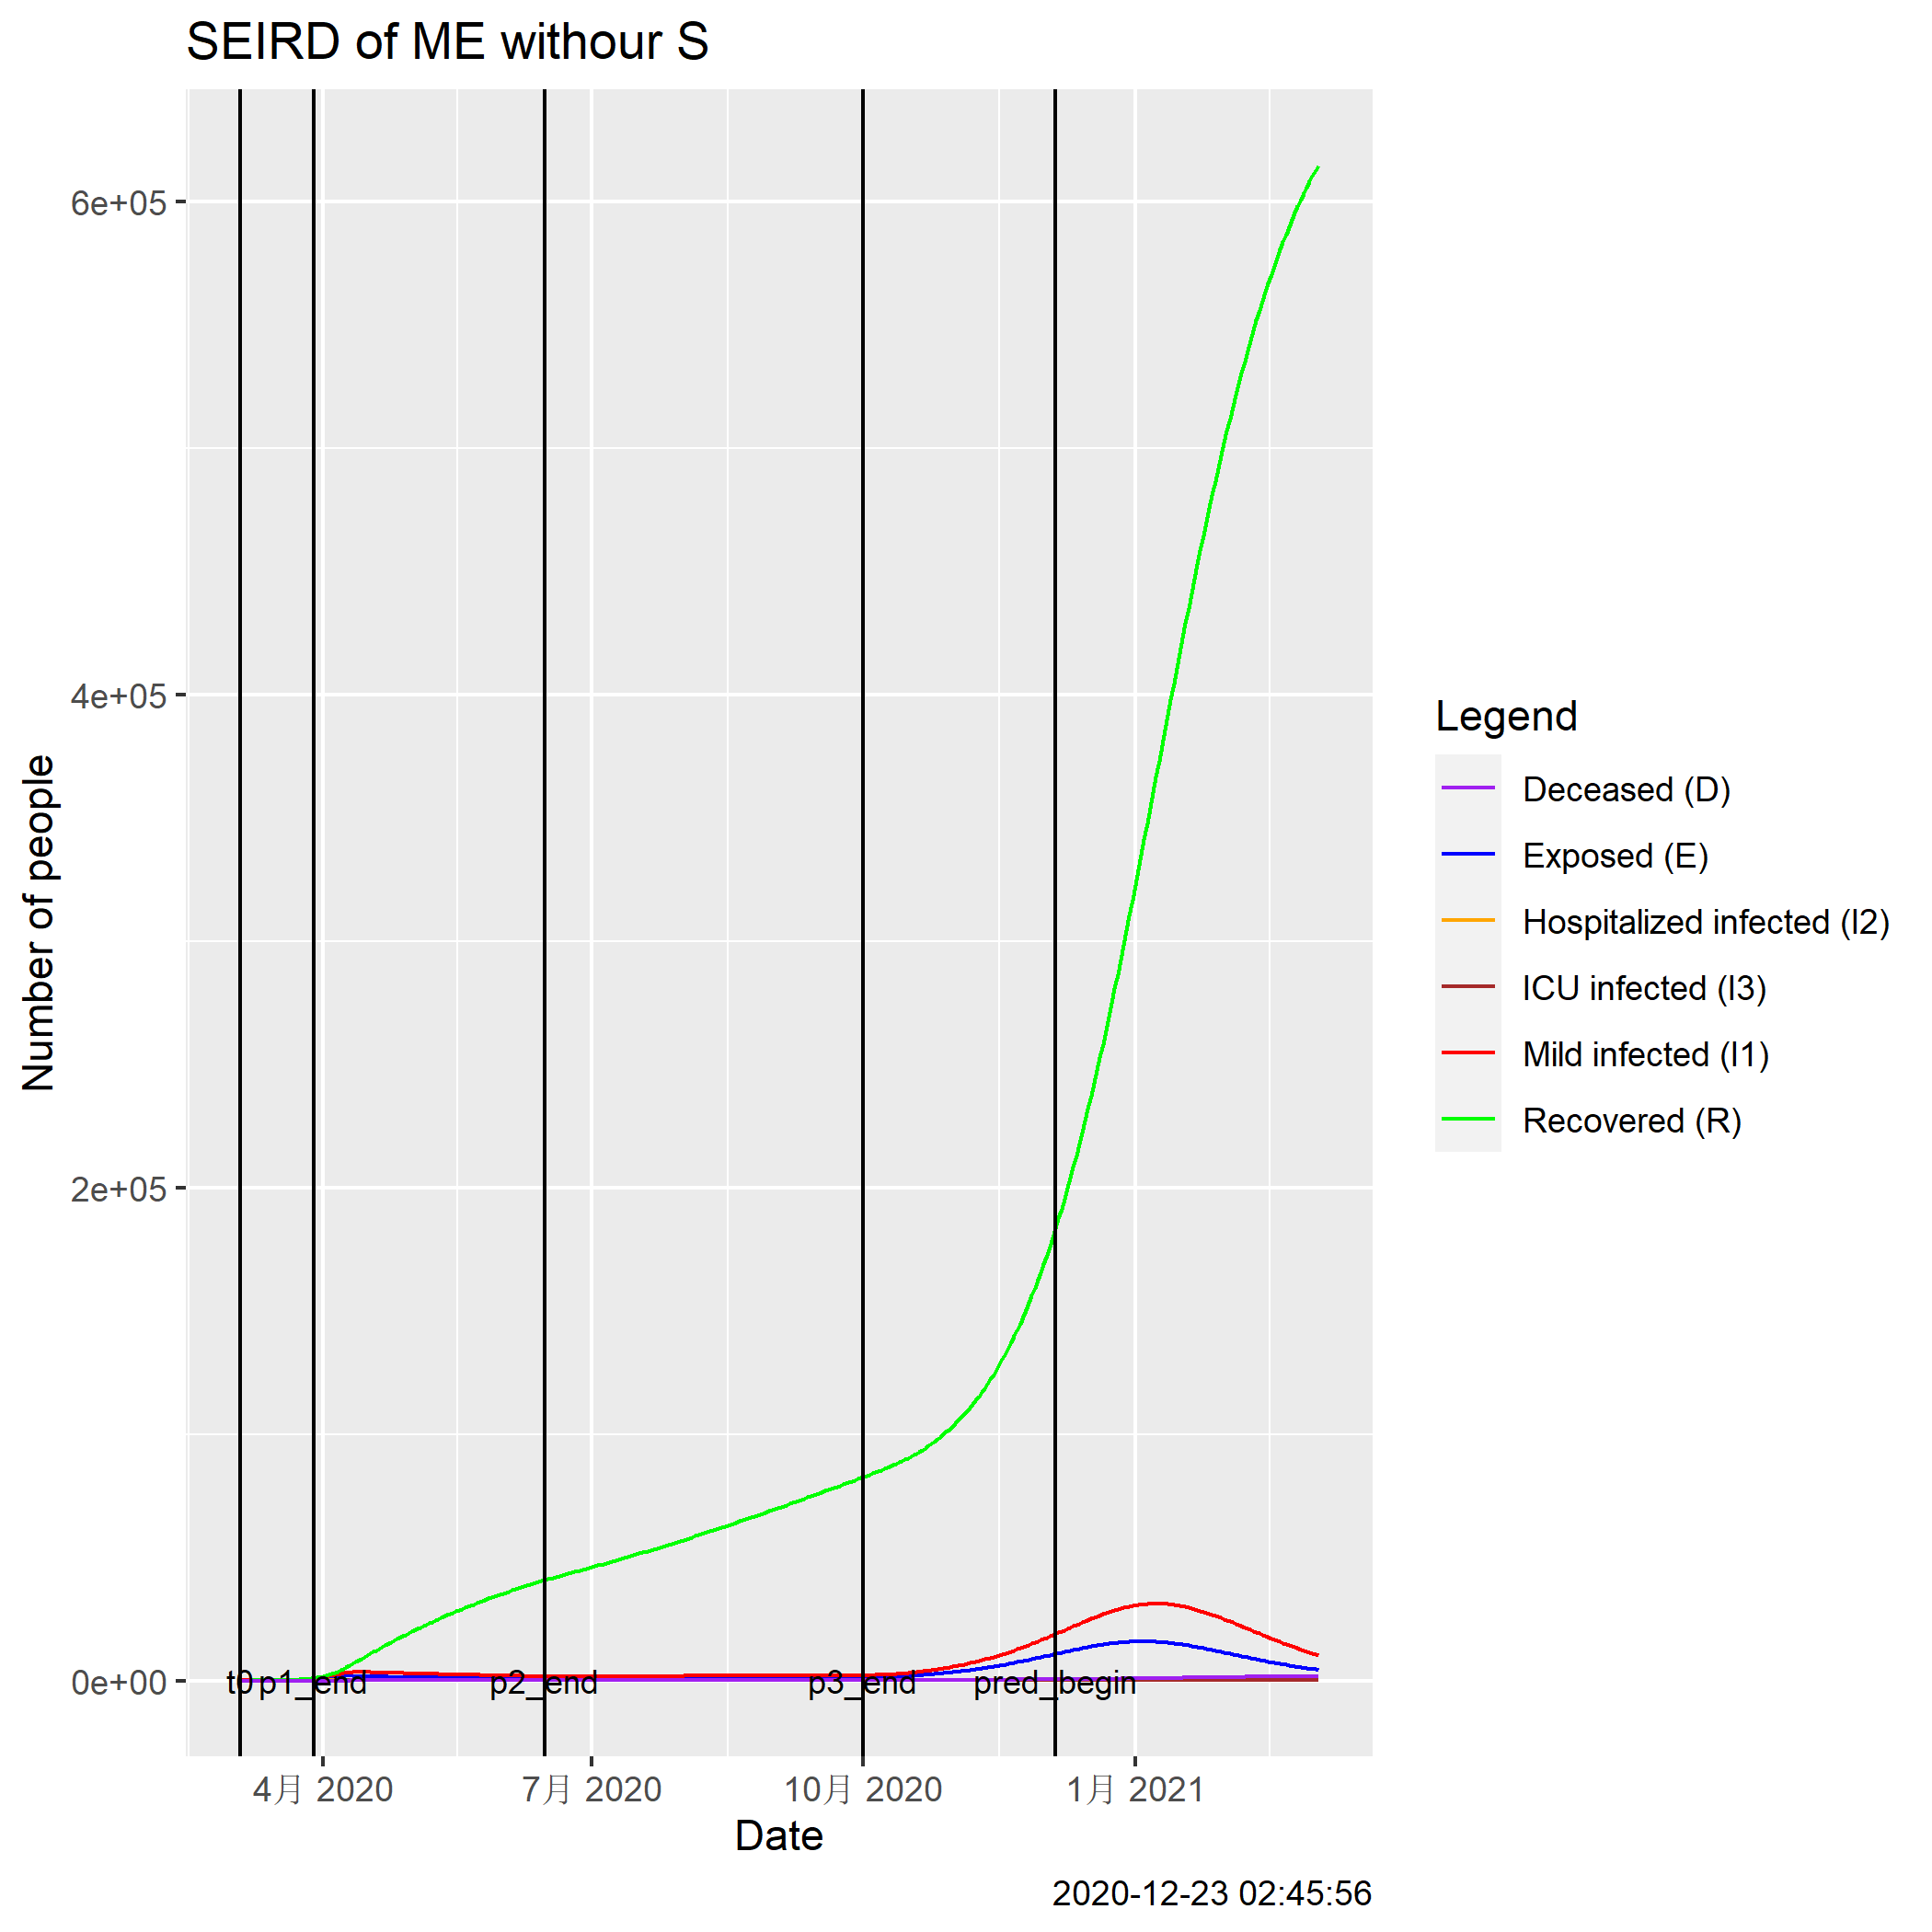 SEIRD of ME withour S
Number of people
6e+05
4e+05
2e+05
0e+00
t0
p1_end
p2_end
p3_end
pred_begin
4月 2020
7月 2020
10月 2020
1月 2021
Date
Legend
Deceased (D)
Exposed (E)
Hospitalized infected (I2)
ICU infected (I3)
Mild infected (I1)
Recovered (R)
2020-12-23 02:45:56